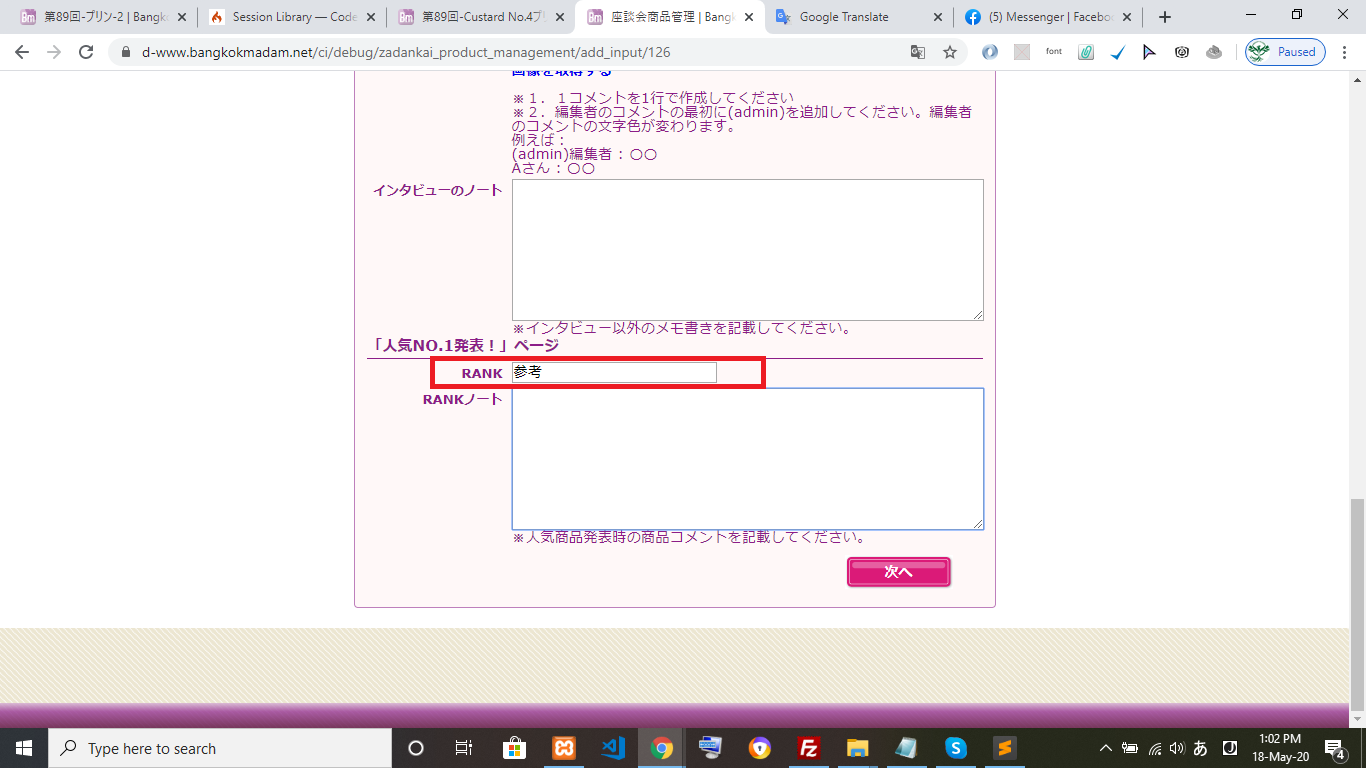 第89回-プリン-2 | Bangk
Session Library — Code
第89回-Custard No.4プリ
座談会商品管理 | Bangk
Google Translate
(5) Messenger | Facebo
d-www.bangkokmadam.net/ci/debug/zadankai_product_management/add_input/126
font
Paused
画像を取得する
※１．１コメントを1行で作成してください
※２．編集者のコメントの最初に(admin)を追加してください。編集者
のコメントの文字色が変わります。
例えば：
(admin)編集者：〇〇
Aさん：〇〇
インタビューのノート
※インタビュー以外のメモ書きを記載してください。
「人気NO.1発表！」ページ
RANK 参考
RANKノート
※人気商品発表時の商品コメントを記載してください。
次へ
Type here to search
あ
1:02 PM
18-May-20
4